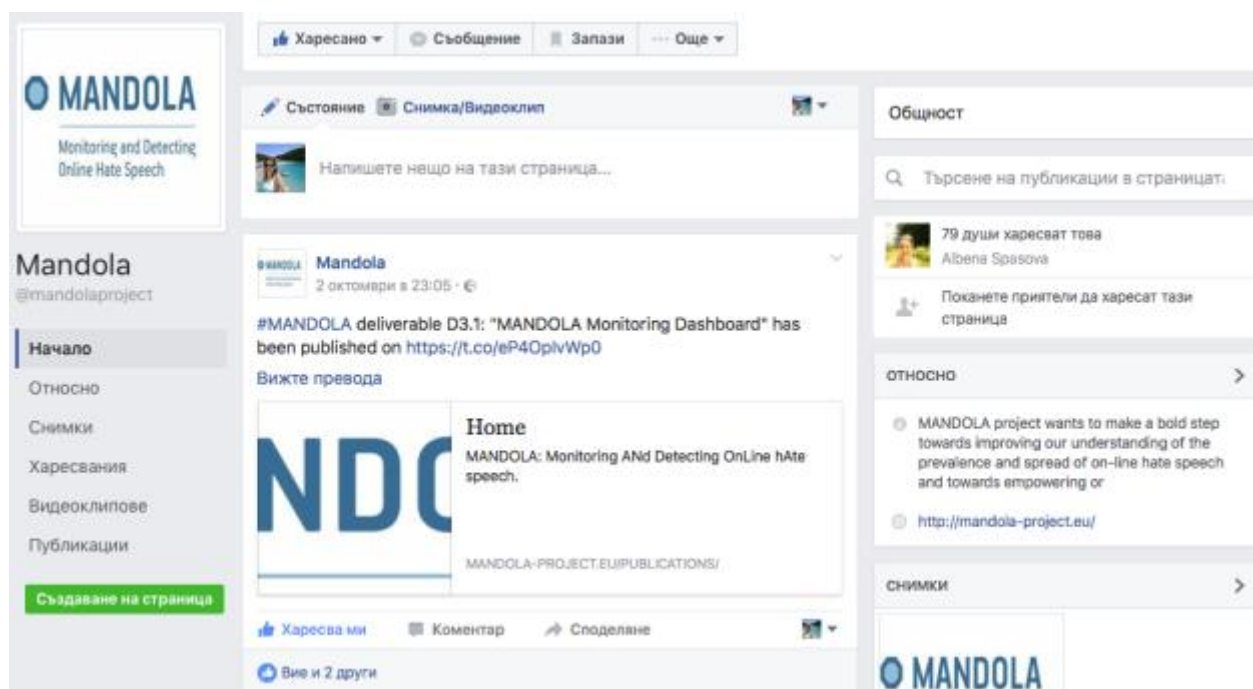 MANDOLA
Monitoring and Detecting
Online Hate Speech
Mandola
@mandolaproject
Начало
Относно
Снимки
Харесвания
Видеоклипове
Публикации
Създаване на страница
Харесано
Съобщение
Запази
Още
Състояние
Снимка/Видеоклип
Напишете нещо на тази страница...
MANDOLA
Mandola
2 октомври в 23:05
#MANDOLA deliverable D3.1: "MANDOLA Monitoring Dashboard" has
been published on https://t.co/eP4OplvWp0
Вижте превода
NDO
Home
MANDOLA: Monitoring ANd Detecting OnLine hAte
speech.
MANDOLA-PROJECT.EU/PUBLICATIONS/
Харесва ми
Коментар
Споделяне
Вие и 2 други
Общност
Търсене на публикации в страницат
79 души харесват това
Albena Spasova
Поканете приятели да харесат тази
страница
ОТНОСНО
MANDOLA project wants to make a bold step
towards improving our understanding of the
prevalence and spread of on-line hate speech
and towards empowering or
http://mandola-project.eu/
СНИМКИ
MANDOLA